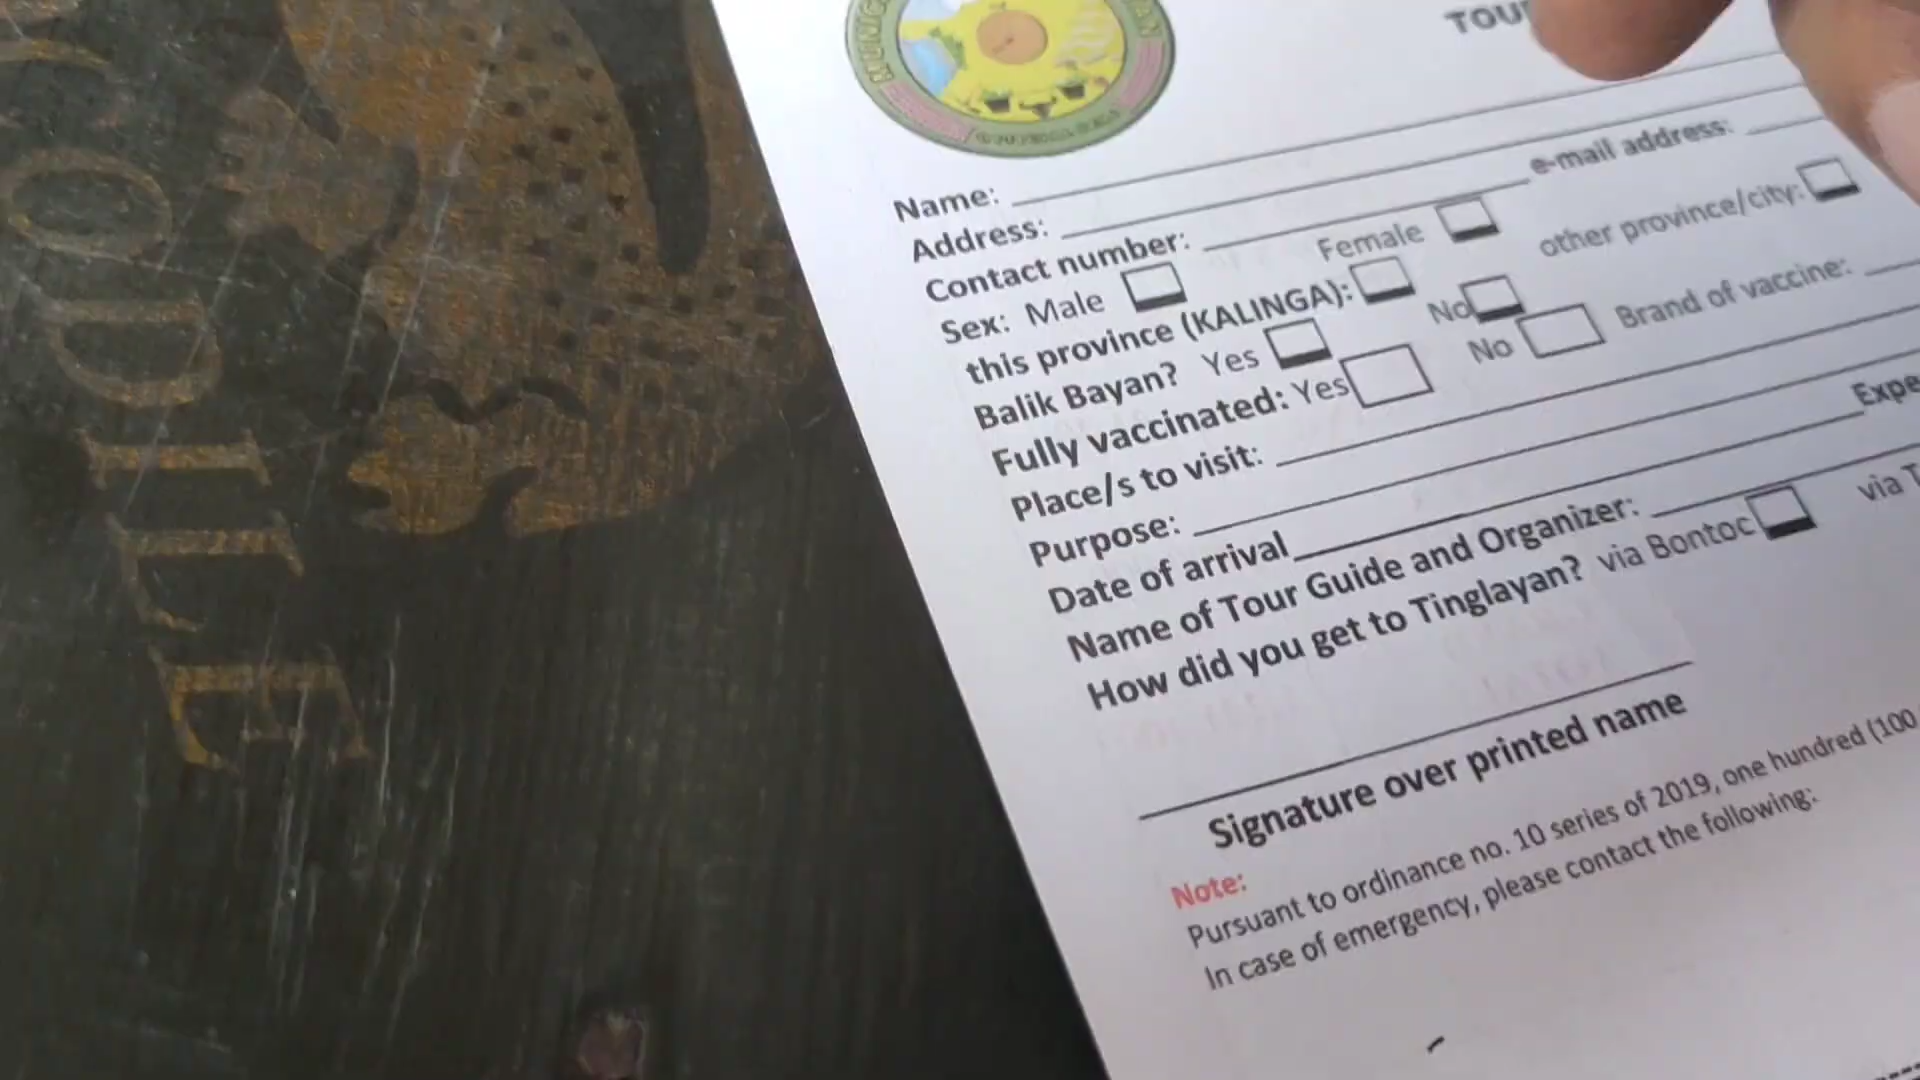 TOU
Name:
Address:
Contact number: e-mail address:
Sex: Male Female
this province (KALINGA): other province/city:
Balik Bayan? Yes No
Fully vaccinated: Yes No Brand of vaccine:
Place/s to visit:
Purpose:
Date of arrival Expe
Name of Tour Guide and Organizer:
How did you get to Tinglayan? via Bontoc via T
Signature over printed name
Note:
Pursuant to ordinance no. 10 series of 2019, one hundred (100
In case of emergency, please contact the following:
ODILE